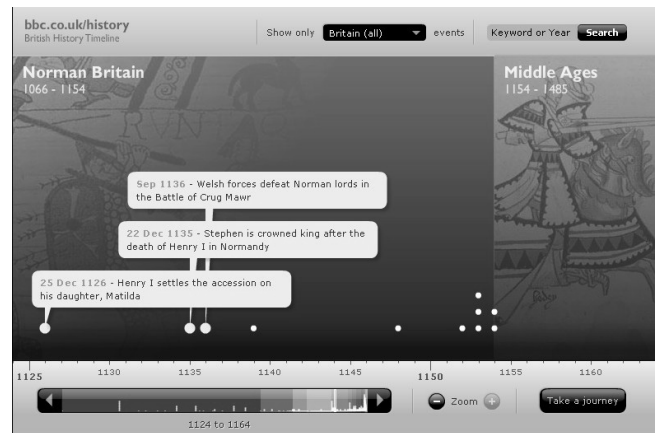 bbc.co.uk/history
British History Timeline
Show only Britain (all) events Keyword or Year Search
Norman Britain
1066 - 1154
Middle Ages
1154 - 1485
Sep 1136 - Welsh forces defeat Norman lords in
the Battle of Crug Mawr
22 Dec 1135 - Stephen is crowned king after the
death of Henry I in Normandy
25 Dec 1126 - Henry I settles the accession on
his daughter, Matilda
1125 1130 1135 1140 1145 1150 1155 1160
Zoom
Take a journey
1124 to 1164